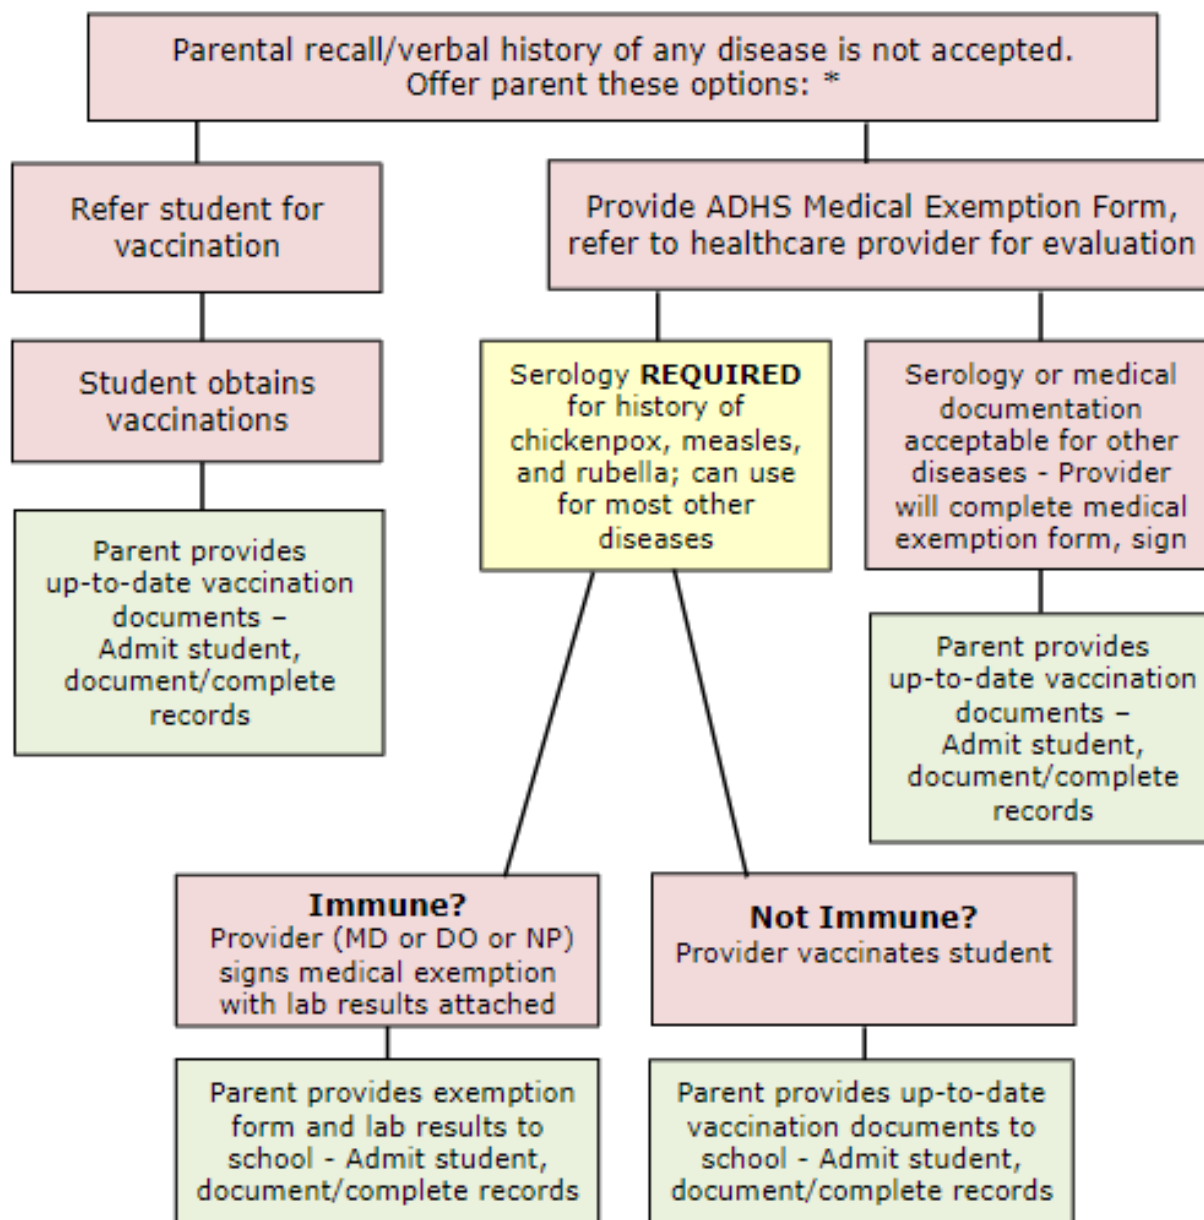 Parental recall/verbal history of any disease is not accepted.
Offer parent these options: *
Refer student for
vaccination
Provide ADHS Medical Exemption Form,
refer to healthcare provider for evaluation
Student obtains
vaccinations
Serology REQUIRED
for history of
chickenpox, measles,
and rubella; can use
for most other
diseases
Serology or medical
documentation
acceptable for other
diseases - Provider
will complete medical
exemption form, sign
Parent provides
up-to-date vaccination
documents –
Admit student,
document/complete
records
Parent provides
up-to-date vaccination
documents –
Admit student,
document/complete
records
Immune?
Provider (MD or DO or NP)
signs medical exemption
with lab results attached
Not Immune?
Provider vaccinates student
Parent provides exemption
form and lab results to
school - Admit student,
document/complete records
Parent provides up-to-date
vaccination documents to
school - Admit student,
document/complete records